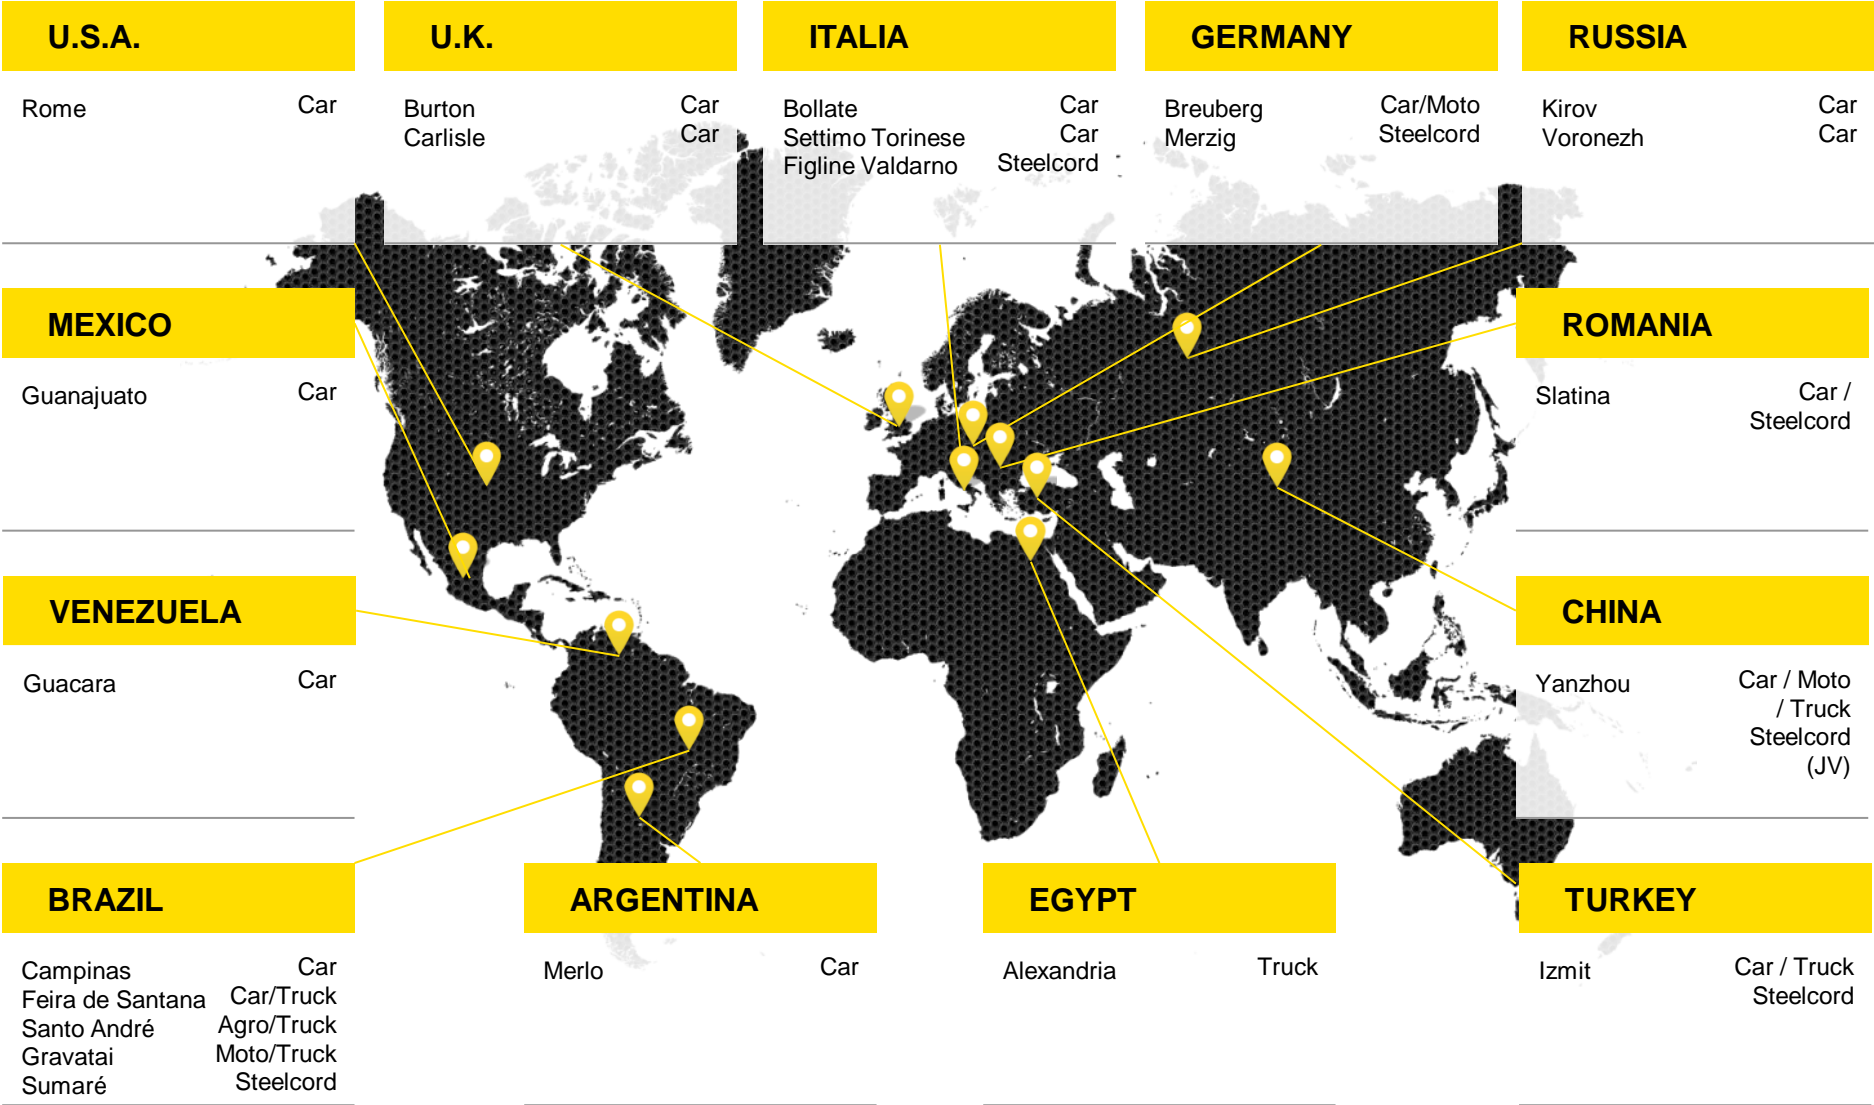 U.S.A.
Rome Car
U.K.
Burton Car
Carlisle Car
ITALIA
Bollate Car
Settimo Torinese Car
Figline Valdarno Steelcord
GERMANY
Breuberg Car/Moto
Merzig Steelcord
RUSSIA
Kirov Car
Voronezh Car
MEXICO
Guanajuato Car
ROMANIA
Slatina Car /
Steelcord
VENEZUELA
Guacara Car
CHINA
Yanzhou Car / Moto
/ Truck
Steelcord
(JV)
BRAZIL
Campinas Car
Feira de Santana Car/Truck
Santo André Agro/Truck
Gravatai Moto/Truck
Sumaré Steelcord
ARGENTINA
Merlo Car
EGYPT
Alexandria Truck
TURKEY
Izmit Car / Truck
Steelcord